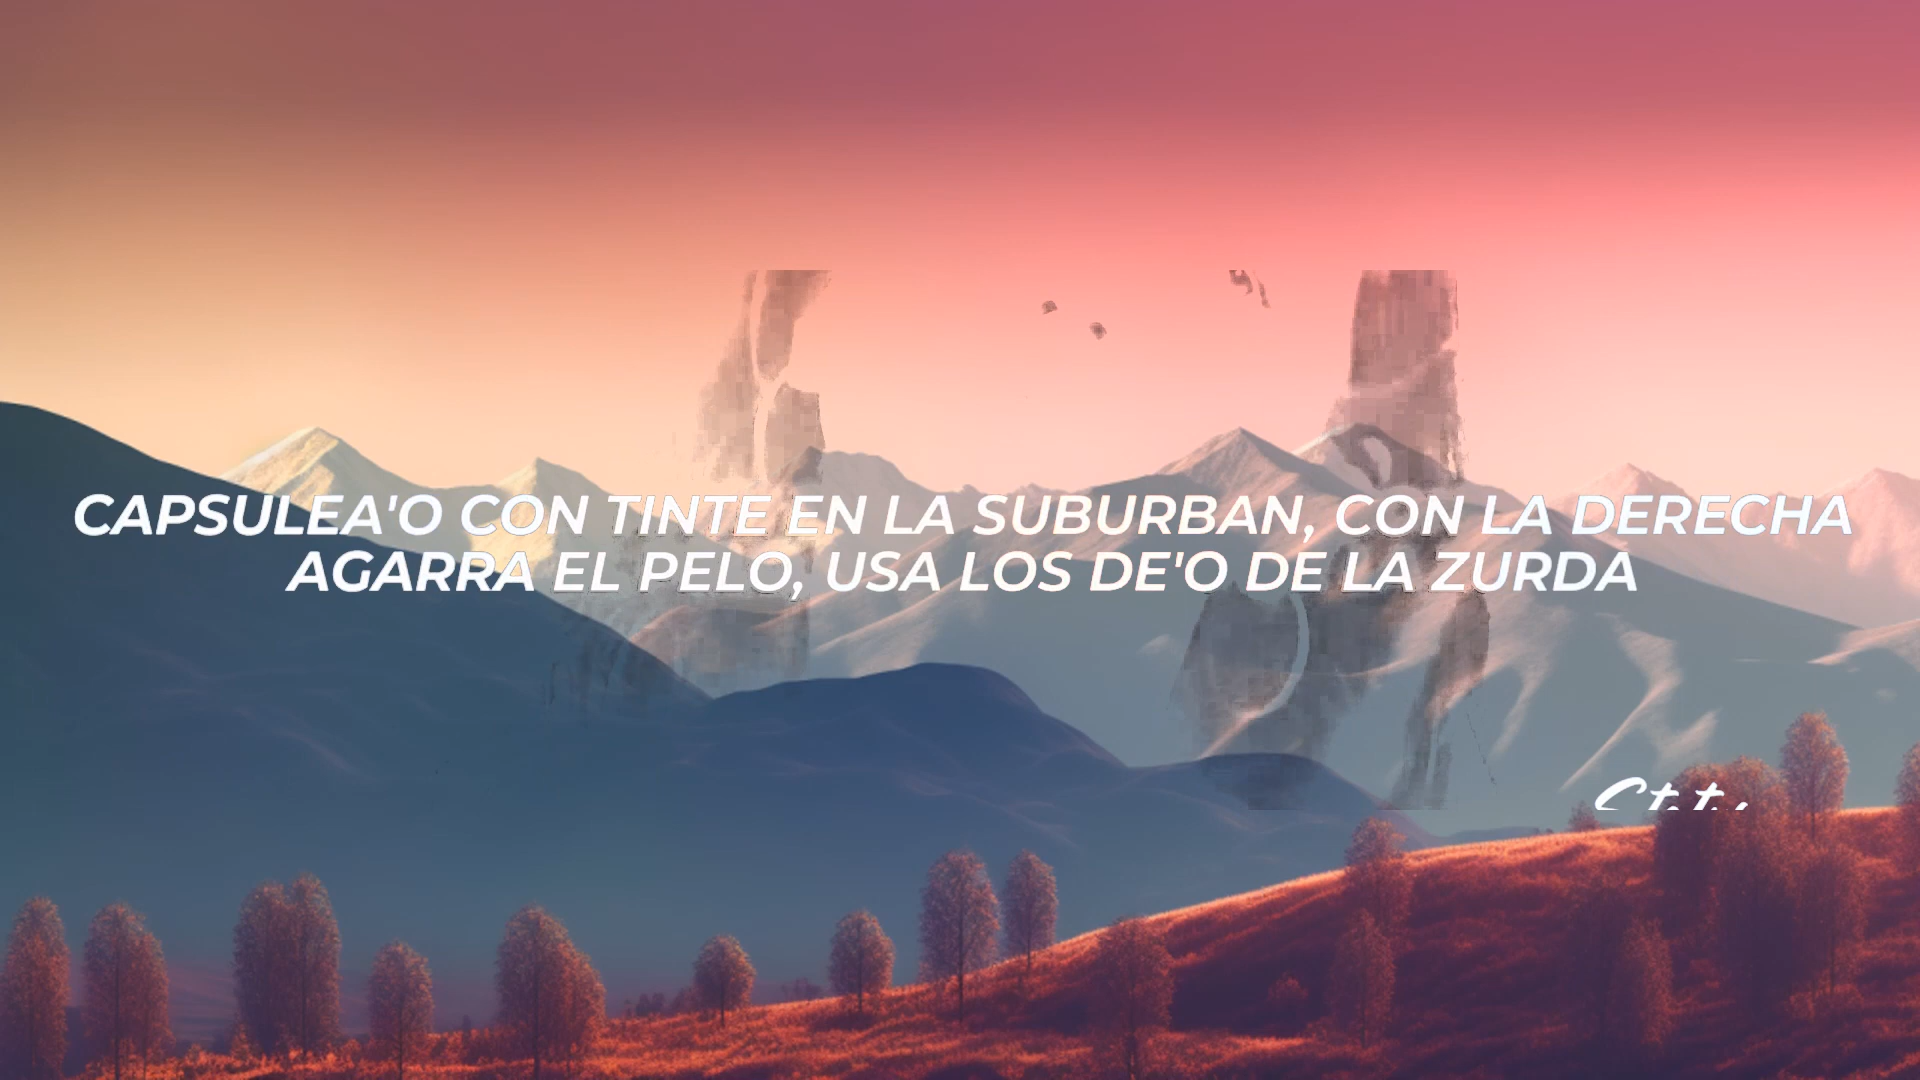 CAPSULEA'O CON TINTE EN LA SUBURBAN, CON LA DERECHA
AGARRA EL PELO, USA LOS DE'O DE LA ZURDA